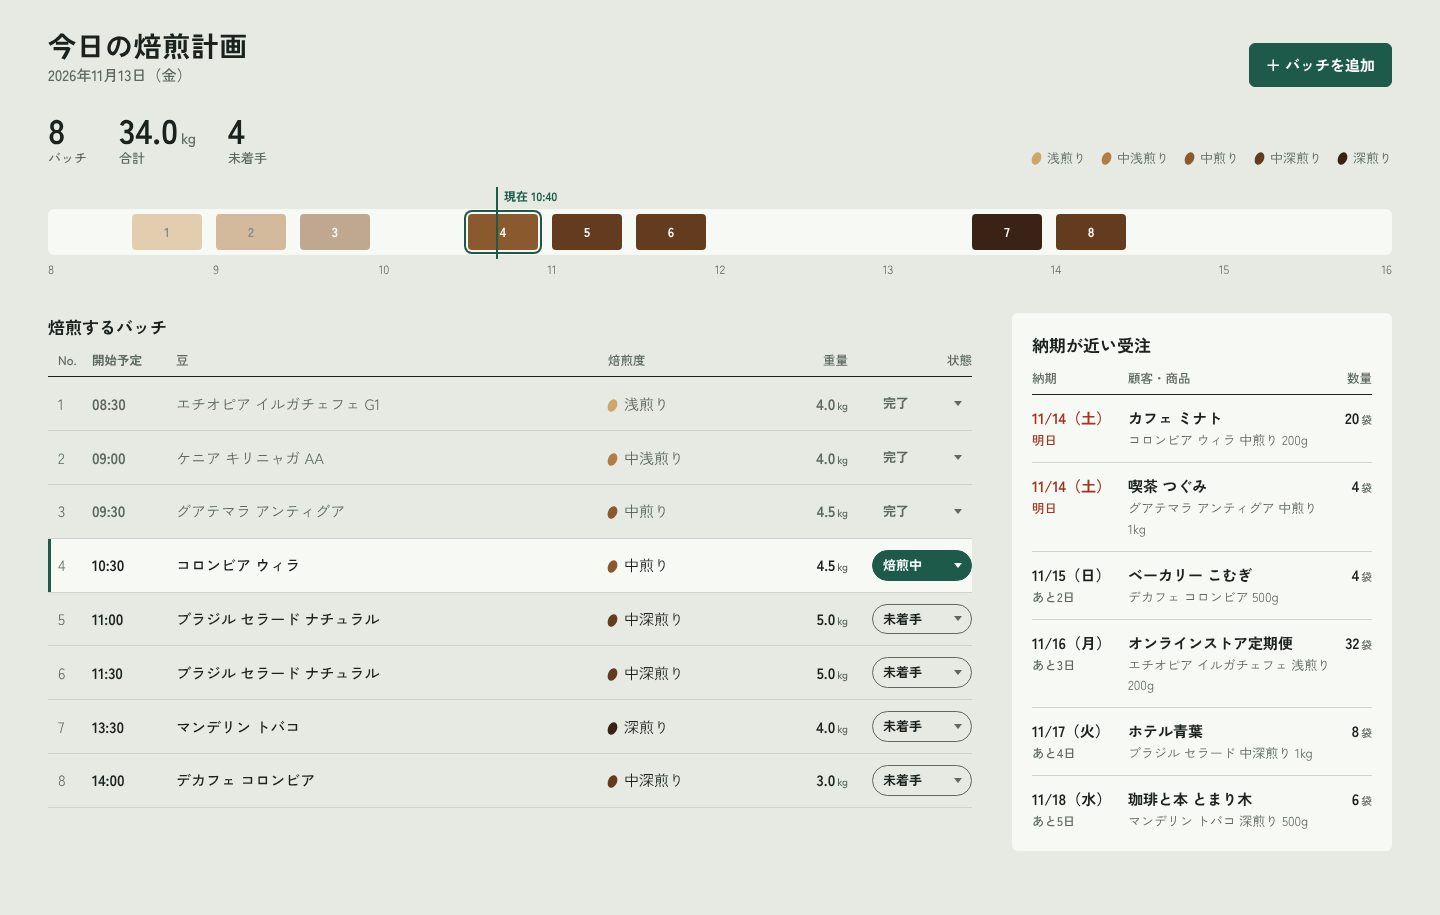 今日の焙煎計画
2026年11月13日（金）
＋ バッチを追加
8
バッチ
34.0 kg
合計
4
未着手
浅煎り 中浅煎り 中煎り 中深煎り 深煎り
現在 10:40
1 2 3 4 5 6 7 8
8 9 10 11 12 13 14 15 16
焙煎するバッチ
No. 開始予定 豆 焙煎度 重量 状態
1 08:30 エチオピア イルガチェフェ G1 浅煎り 4.0 kg 完了
2 09:00 ケニア キリニャガ AA 中浅煎り 4.0 kg 完了
3 09:30 グアテマラ アンティグア 中煎り 4.5 kg 完了
4 10:30 コロンビア ウィラ 中煎り 4.5 kg 焙煎中
5 11:00 ブラジル セラード ナチュラル 中深煎り 5.0 kg 未着手
6 11:30 ブラジル セラード ナチュラル 中深煎り 5.0 kg 未着手
7 13:30 マンデリン トバコ 深煎り 4.0 kg 未着手
8 14:00 デカフェ コロンビア 中深煎り 3.0 kg 未着手
納期が近い受注
納期 顧客・商品 数量
11/14（土） カフェ ミナト 20 袋
明日 コロンビア ウィラ 中煎り 200g
11/14（土） 喫茶 つぐみ 4 袋
明日 グアテマラ アンティグア 中煎り
1kg
11/15（日） ベーカリー こむぎ 4 袋
あと2日 デカフェ コロンビア 500g
11/16（月） オンラインストア定期便 32 袋
あと3日 エチオピア イルガチェフェ 浅煎り
200g
11/17（火） ホテル青葉 8 袋
あと4日 ブラジル セラード 中深煎り 1kg
11/18（水） 珈琲と本 とまり木 6 袋
あと5日 マンデリン トバコ 深煎り 500g